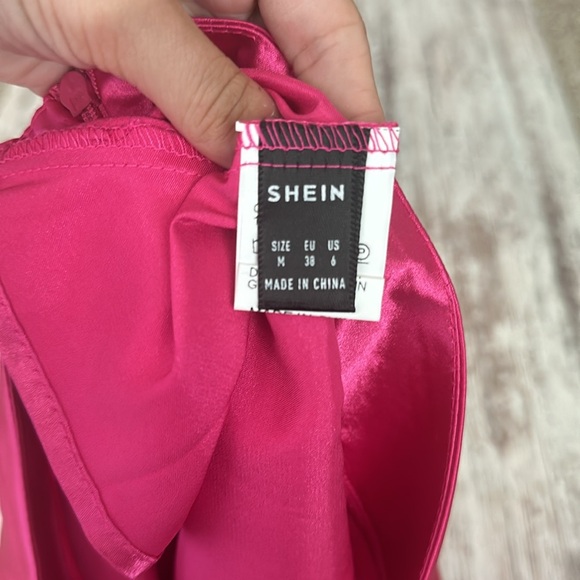 SHEIN
SIZE EU US
M 38 6
MADE IN CHINA